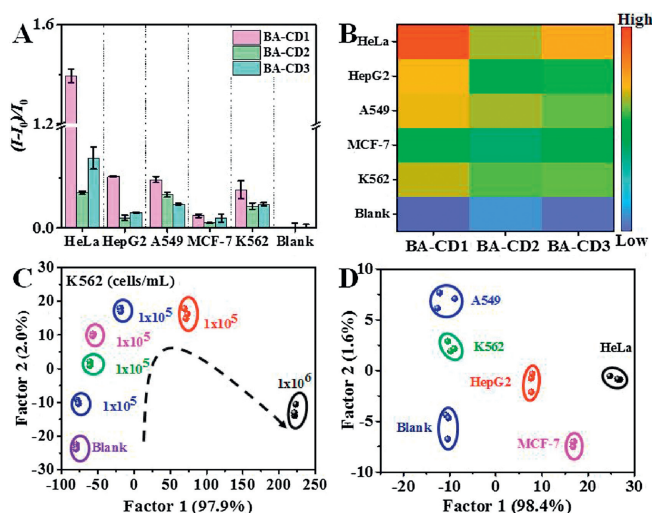 A
BA-CD1
BA-CD2
BA-CD3
(I-I0)/I0
1.2
0.0
HeLa HepG2 A549 MCF-7 K562 Blank
B
High
HeLa
HepG2
A549
MCF-7
K562
Blank
Low
BA-CD1 BA-CD2 BA-CD3
C
K562 (cells/mL)
1x10^5
1x10^5
1x10^5
1x10^5
1x10^5
1x10^6
Blank
Factor 2 (2.0%)
30
20
10
0
-10
-20
-30
-100 -50 0 50 100 150 200 250
Factor 1 (97.9%)
D
A549
K562
HeLa
HepG2
Blank
MCF-7
Factor 2 (1.6%)
10
5
0
-5
-10
-20 -10 0 10 20 30
Factor 1 (98.4%)